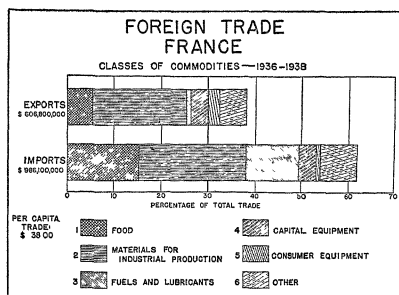 FOREIGN TRADE
FRANCE
CLASSES OF COMMODITIES—1936-1938
EXPORTS
$ 606,800,000
IMPORTS
$ 986,100,000
0 10 20 30 40 50 60 70
PERCENTAGE OF TOTAL TRADE
PER CAPITA
TRADE:
$ 38.00
1 FOOD
2 MATERIALS FOR
INDUSTRIAL PRODUCTION
3 FUELS AND LUBRICANTS
4 CAPITAL EQUIPMENT
5 CONSUMER EQUIPMENT
6 OTHER